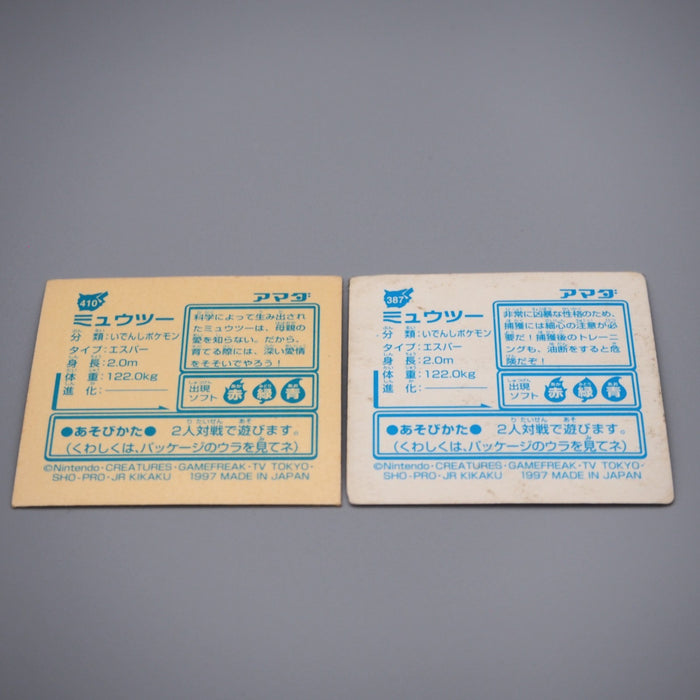 410
アマダ
ミュウツー
分類:いでんしポケモン
タイプ:エスパー
身長:2.0m
体重:122.0kg
進化:――
科学によって生み出され
たミュウツーは、母親の
愛を知らない。だから、
育てる際には、深い愛情
をそそいでやろう!
出現
ソフト
赤 緑 青
●あそびかた● 2人対戦で遊びます。
(くわしくは、パッケージのウラを見てネ)
©Nintendo・CREATURES・GAMEFREAK・TV TOKYO・
SHO-PRO・JR KIKAKU 1997 MADE IN JAPAN
387
アマダ
ミュウツー
分類:いでんしポケモン
タイプ:エスパー
身長:2.0m
体重:122.0kg
進化:――
非常に凶暴な性格のため、
捕獲には細心の注意が必
要だ!捕獲後のトレーニ
ングも、油断をすると危
険だぞ!
出現
ソフト
赤 緑 青
●あそびかた● 2人対戦で遊びます。
(くわしくは、パッケージのウラを見てネ)
©Nintendo・CREATURES・GAMEFREAK・TV TOKYO・
SHO-PRO・JR KIKAKU 1997 MADE IN JAPAN